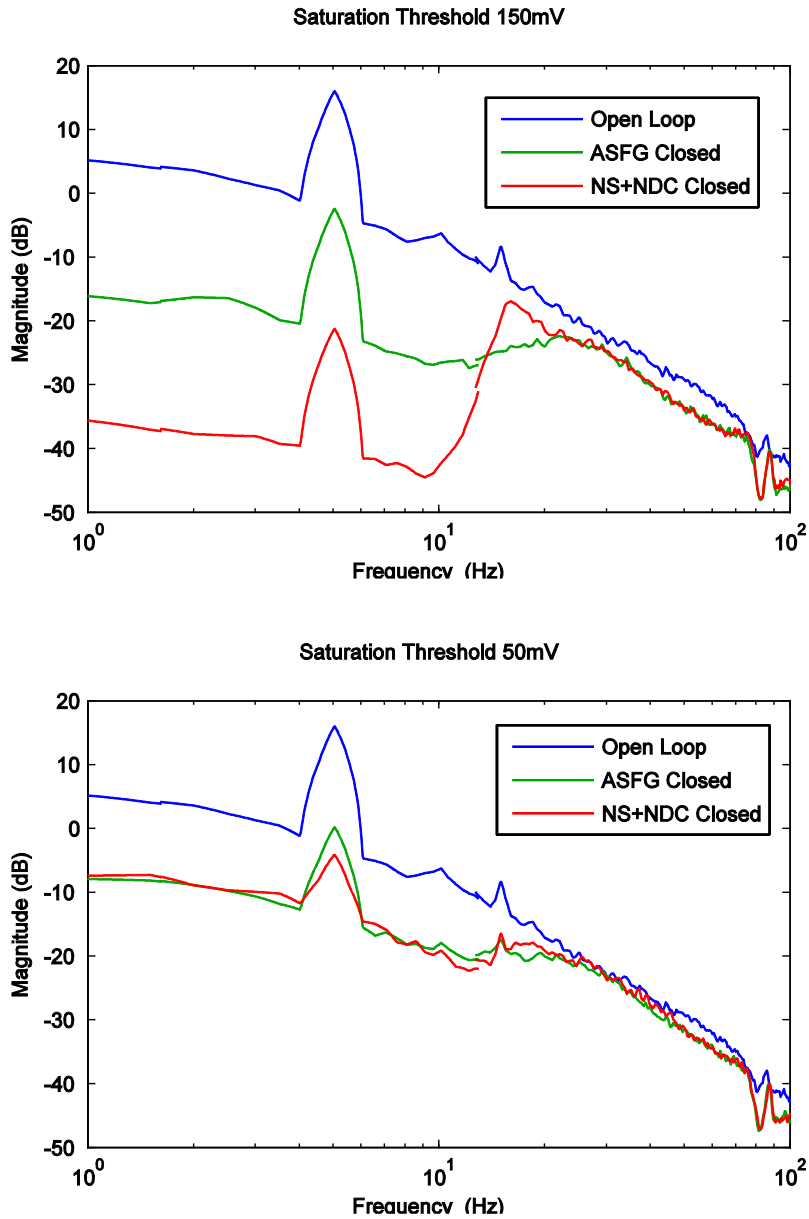 Saturation Threshold 150mV
20
10
0
-10
-20
-30
-40
-50
Magnitude (dB)
Open Loop
ASFG Closed
NS+NDC Closed
10^0
10^1
10^2
Frequency (Hz)
Saturation Threshold 50mV
20
10
0
-10
-20
-30
-40
-50
Magnitude (dB)
Open Loop
ASFG Closed
NS+NDC Closed
10^0
10^1
10^2
Frequency (Hz)